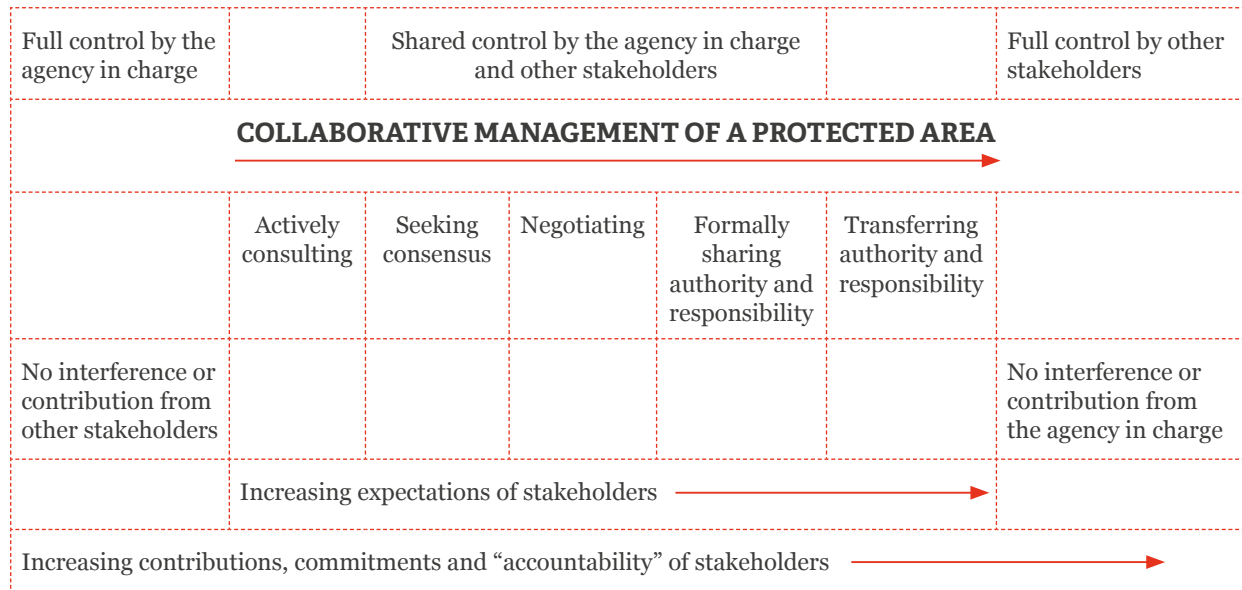 Full control by the
agency in charge
Shared control by the agency in charge
and other stakeholders
Full control by other
stakeholders
COLLABORATIVE MANAGEMENT OF A PROTECTED AREA
Actively
consulting
Seeking
consensus
Negotiating
Formally
sharing
authority and
responsibility
Transferring
authority and
responsibility
No interference or
contribution from
other stakeholders
No interference or
contribution from
the agency in charge
Increasing expectations of stakeholders
Increasing contributions, commitments and “accountability” of stakeholders